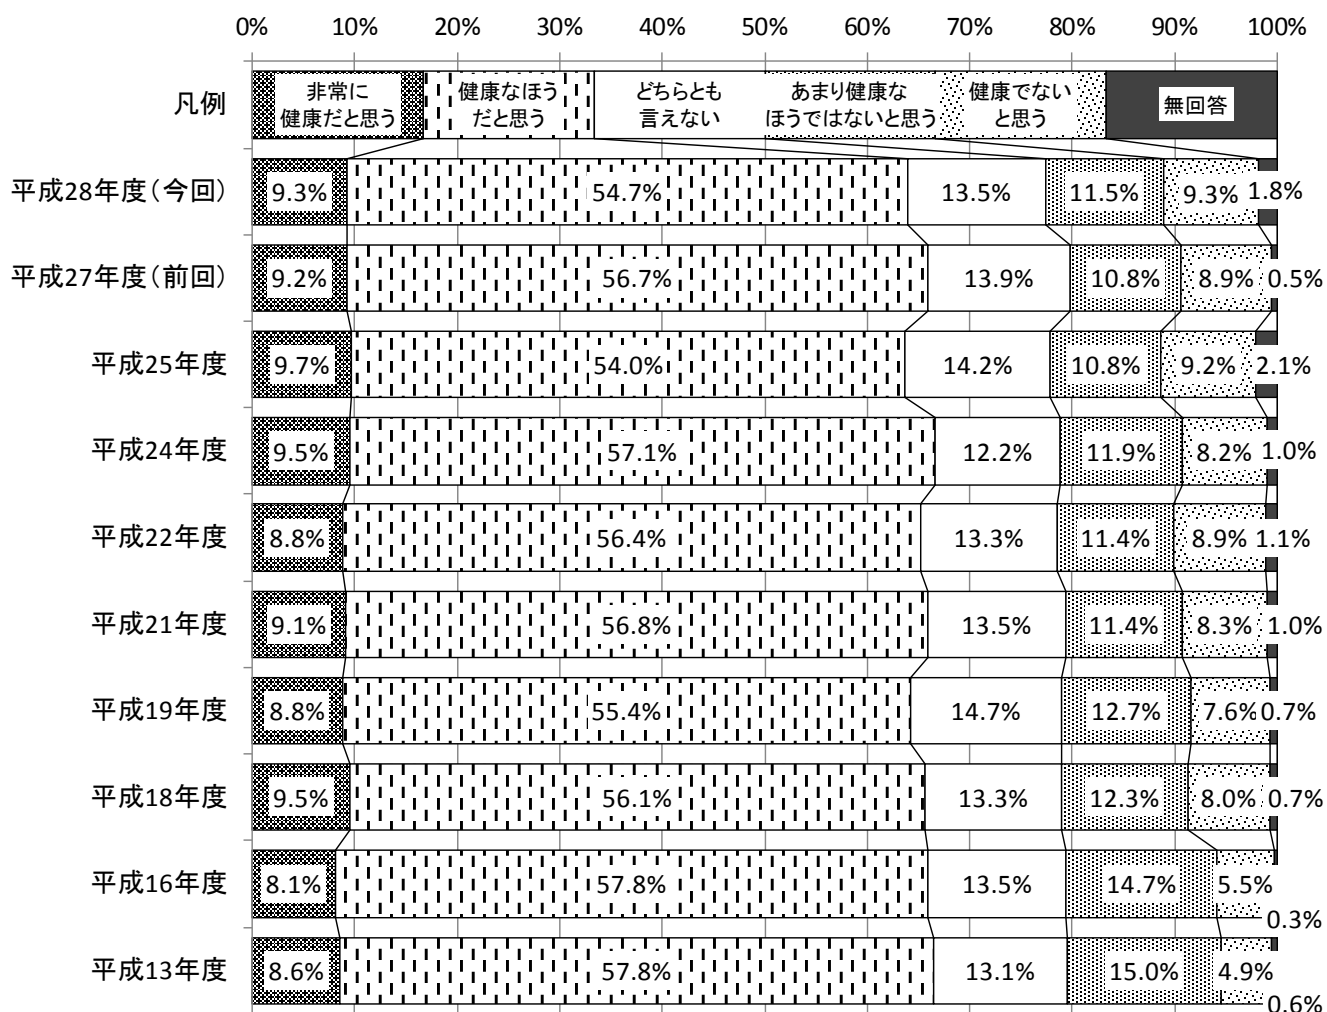 0% 10% 20% 30% 40% 50% 60% 70% 80% 90% 100%
凡例
非常に
健康だと思う
健康なほう
だと思う
どちらとも
言えない
あまり健康な
ほうではないと思う
健康でない
と思う
無回答
平成28年度(今回) 9.3% 54.7% 13.5% 11.5% 9.3% 1.8%
平成27年度(前回) 9.2% 56.7% 13.9% 10.8% 8.9% 0.5%
平成25年度 9.7% 54.0% 14.2% 10.8% 9.2% 2.1%
平成24年度 9.5% 57.1% 12.2% 11.9% 8.2% 1.0%
平成22年度 8.8% 56.4% 13.3% 11.4% 8.9% 1.1%
平成21年度 9.1% 56.8% 13.5% 11.4% 8.3% 1.0%
平成19年度 8.8% 55.4% 14.7% 12.7% 7.6% 0.7%
平成18年度 9.5% 56.1% 13.3% 12.3% 8.0% 0.7%
平成16年度 8.1% 57.8% 13.5% 14.7% 5.5% 0.3%
平成13年度 8.6% 57.8% 13.1% 15.0% 4.9% 0.6%